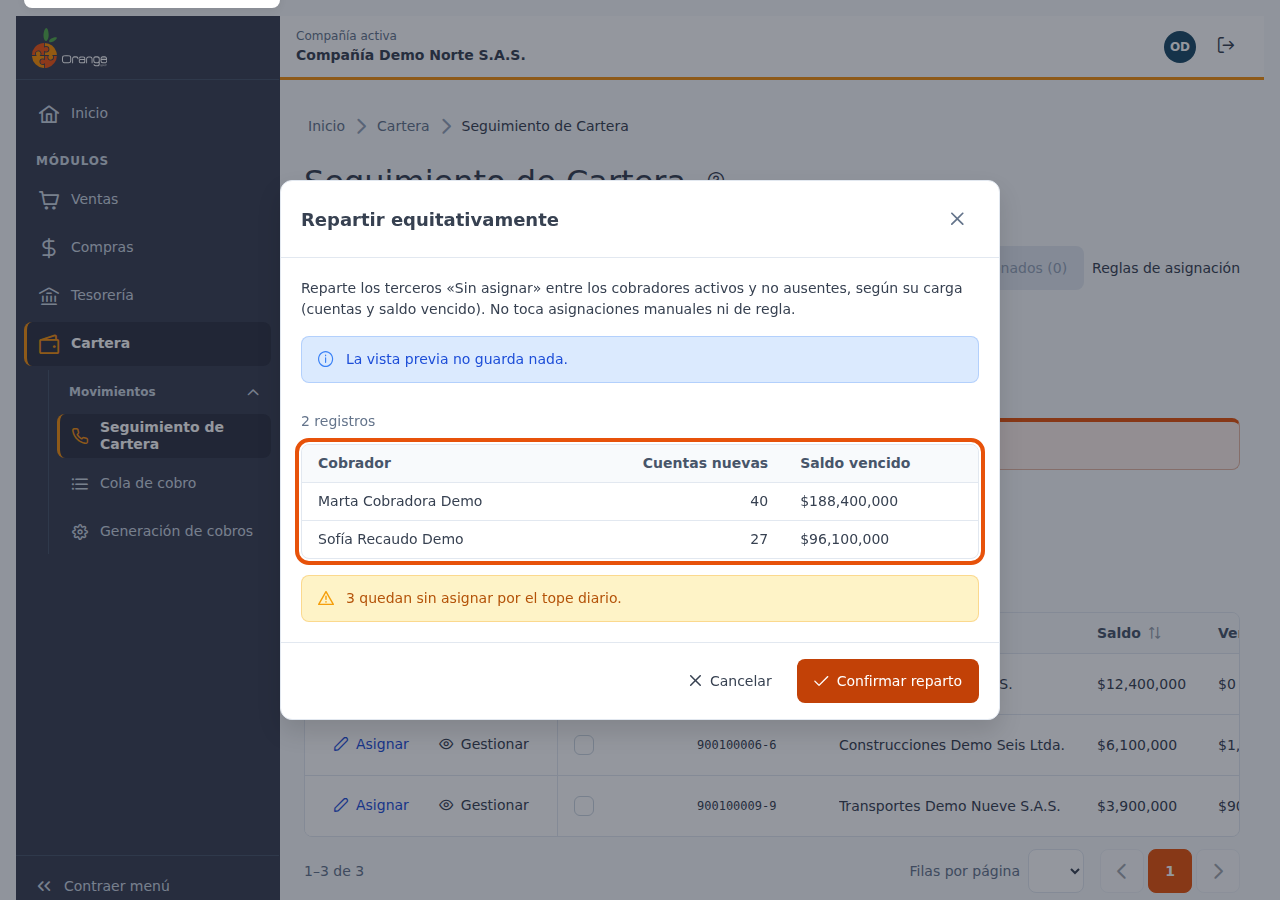 Orange
Compañía activa
Compañía Demo Norte S.A.S.
OD
Inicio
MÓDULOS
Ventas
Compras
Tesorería
Cartera
Movimientos
Seguimiento de
Cartera
Cola de cobro
Generación de cobros
Contraer menú
Inicio
Cartera
Seguimiento de Cartera
Seguimiento de Cartera
nados (0)
Reglas de asignación
Repartir equitativamente
Reparte los terceros «Sin asignar» entre los cobradores activos y no ausentes, según su carga
(cuentas y saldo vencido). No toca asignaciones manuales ni de regla.
La vista previa no guarda nada.
2 registros
Cobrador Cuentas nuevas Saldo vencido
Marta Cobradora Demo 40 $188,400,000
Sofía Recaudo Demo 27 $96,100,000
3 quedan sin asignar por el tope diario.
Cancelar
Confirmar reparto
Saldo
S. $12,400,000 $0
Asignar Gestionar 900100006-6 Construcciones Demo Seis Ltda. $6,100,000 $1,
Asignar Gestionar 900100009-9 Transportes Demo Nueve S.A.S. $3,900,000 $90
1–3 de 3
Filas por página
1